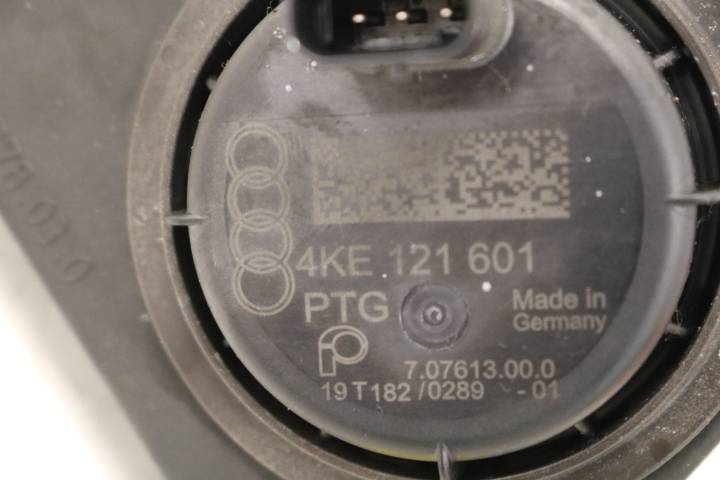 4KE 121 601
PTG
Made in
Germany
7.07613.00.0
19 T182 /0289 -01